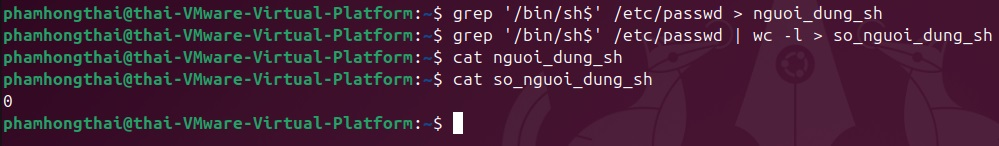 phamhongthai@thai-VMware-Virtual-Platform:~$ grep '/bin/sh$' /etc/passwd > nguoi_dung_sh
phamhongthai@thai-VMware-Virtual-Platform:~$ grep '/bin/sh$' /etc/passwd | wc -l > so_nguoi_dung_sh
phamhongthai@thai-VMware-Virtual-Platform:~$ cat nguoi_dung_sh
phamhongthai@thai-VMware-Virtual-Platform:~$ cat so_nguoi_dung_sh
0
phamhongthai@thai-VMware-Virtual-Platform:~$